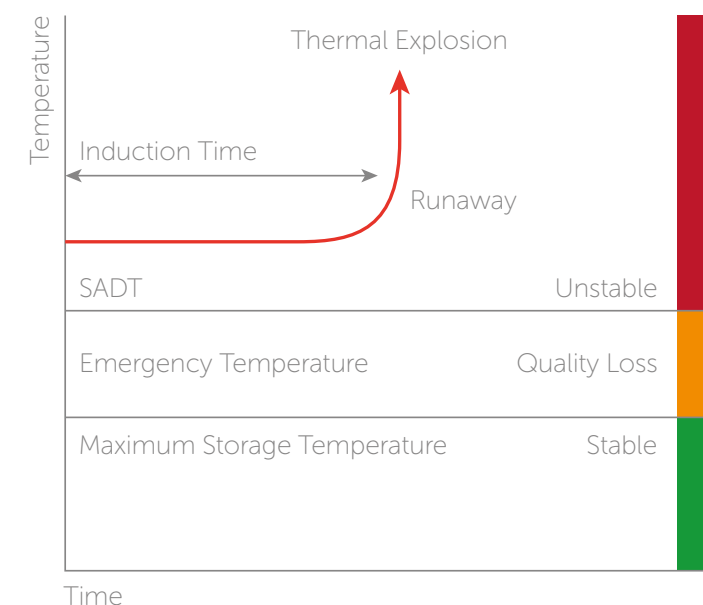 Temperature
Thermal Explosion
Induction Time
Runaway
SADT
Unstable
Emergency Temperature
Quality Loss
Maximum Storage Temperature
Stable
Time